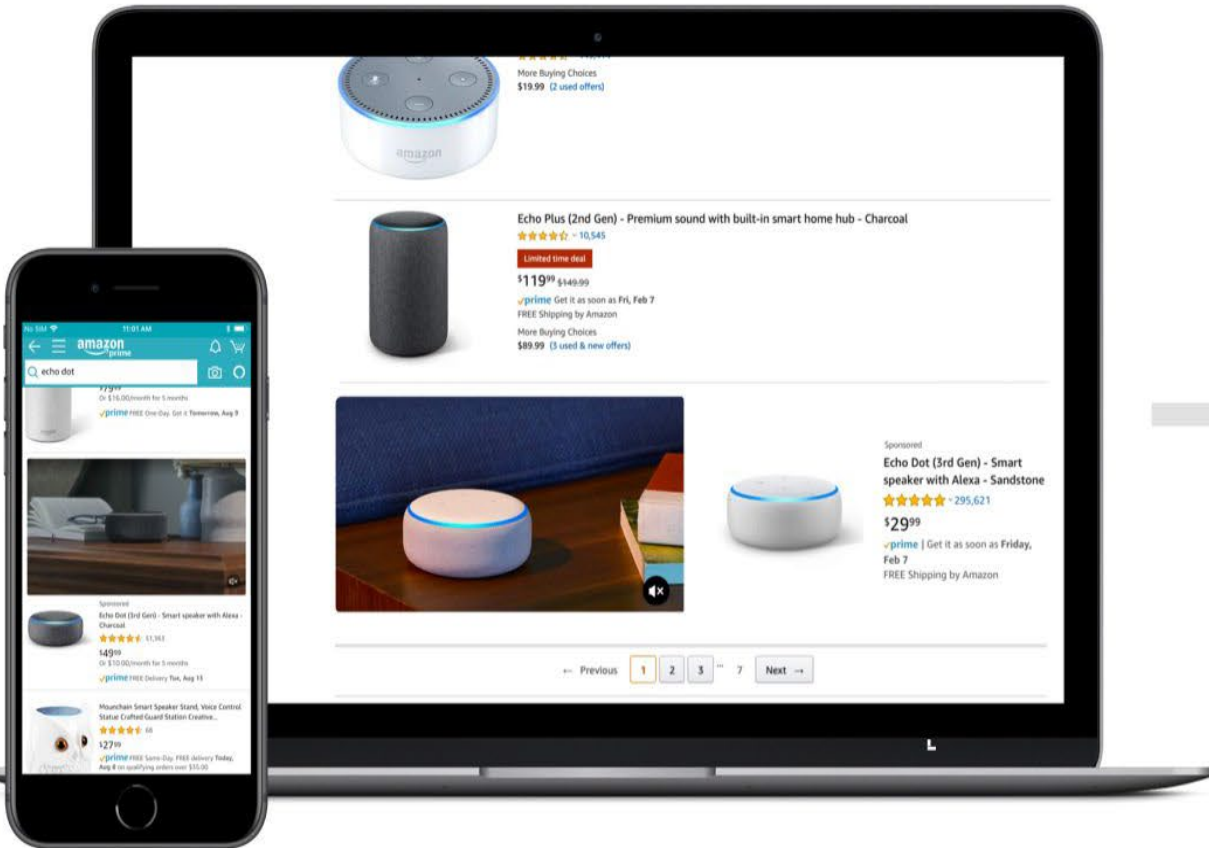 More Buying Choices
$19.99 (2 used offers)
amazon
Echo Plus (2nd Gen) - Premium sound with built-in smart home hub - Charcoal
~ 10,545
Limited time deal
$11999 $149.99
prime Get it as soon as Fri, Feb 7
FREE Shipping by Amazon
More Buying Choices
$89.99 (3 used & new offers)
Sponsored
Echo Dot (3rd Gen) - Smart
speaker with Alexa - Sandstone
~ 295,621
$2999
prime | Get it as soon as Friday,
Feb 7
FREE Shipping by Amazon
← Previous 1 2 3 ... 7 Next →
No SIM 11:01 AM
amazon
prime
echo dot
Or $16.00/month for 5 months
prime FREE One-Day. Get it Tomorrow, Aug 9
Sponsored
Echo Dot (3rd Gen) - Smart speaker with Alexa -
Charcoal
$4999
Or $10.00/month for 5 months
prime FREE Delivery Tue, Aug 13
Mounchain Smart Speaker Stand, Voice Control
Statue Crafted Guard Station Creative...
66
$2799
prime FREE Same-Day. FREE delivery Today,
Aug 8 on qualifying orders over $35.00